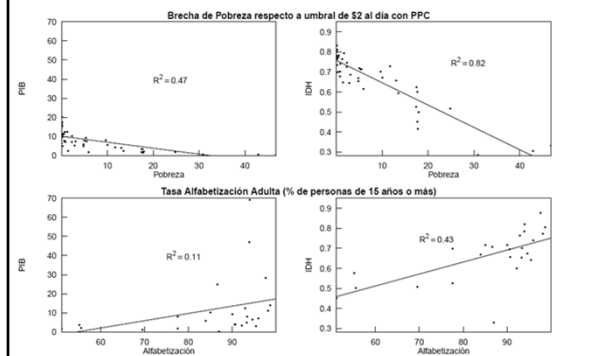 Brecha de Pobreza respecto a umbral de $2 al día con PPC
70
60
50
40
30
20
10
0
PIB
R²=0.47
10 20 30 40
Pobreza
0.9
0.8
0.7
0.6
0.5
0.4
0.3
IDH
R²=0.82
10 20 30 40
Pobreza
Tasa Alfabetización Adulta (% de personas de 15 años o más)
70
60
50
40
30
20
10
0
PIB
R²=0.11
60 70 80 90
Alfabetización
0.9
0.8
0.7
0.6
0.5
0.4
0.3
IDH
R²=0.43
60 70 80 90
Alfabetización